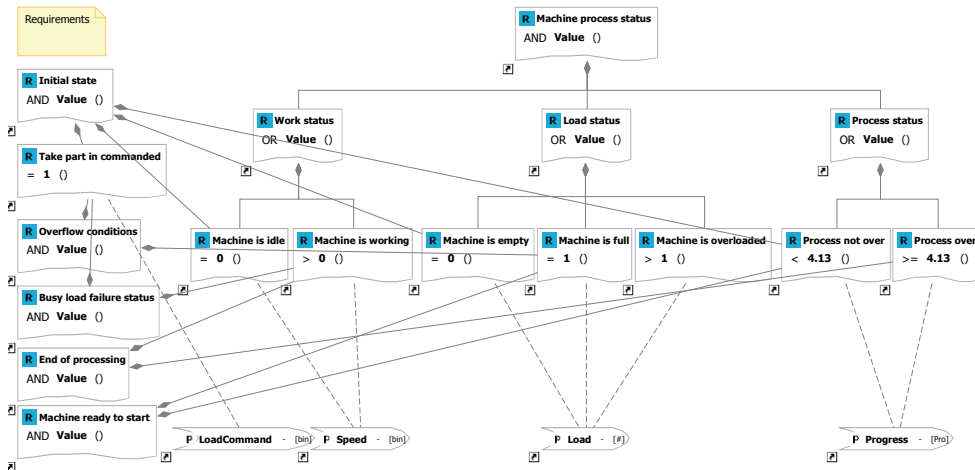 Requirements
R Machine process status
AND Value ()
R Initial state
AND Value ()
R Work status
OR Value ()
R Load status
OR Value ()
R Process status
OR Value ()
R Take part in commanded
= 1 ()
R Overflow conditions
AND Value ()
R Machine is idle
= 0 ()
R Machine is working
> 0 ()
R Machine is empty
= 0 ()
R Machine is full
= 1 ()
R Machine is overloaded
> 1 ()
R Process not over
< 4.13 ()
R Process over
>= 4.13 ()
R Busy load failure status
AND Value ()
R End of processing
AND Value ()
R Machine ready to start
AND Value ()
P LoadCommand - [bin]
P Speed - [bin]
P Load - [#]
P Progress - [Pro]